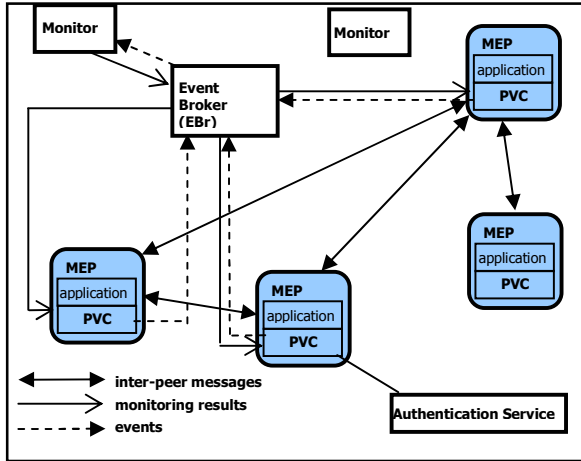 Monitor
Monitor
MEP
application
PVC
Event
Broker
(EBr)
MEP
application
PVC
MEP
application
PVC
MEP
application
PVC
Authentication Service
inter-peer messages
monitoring results
events